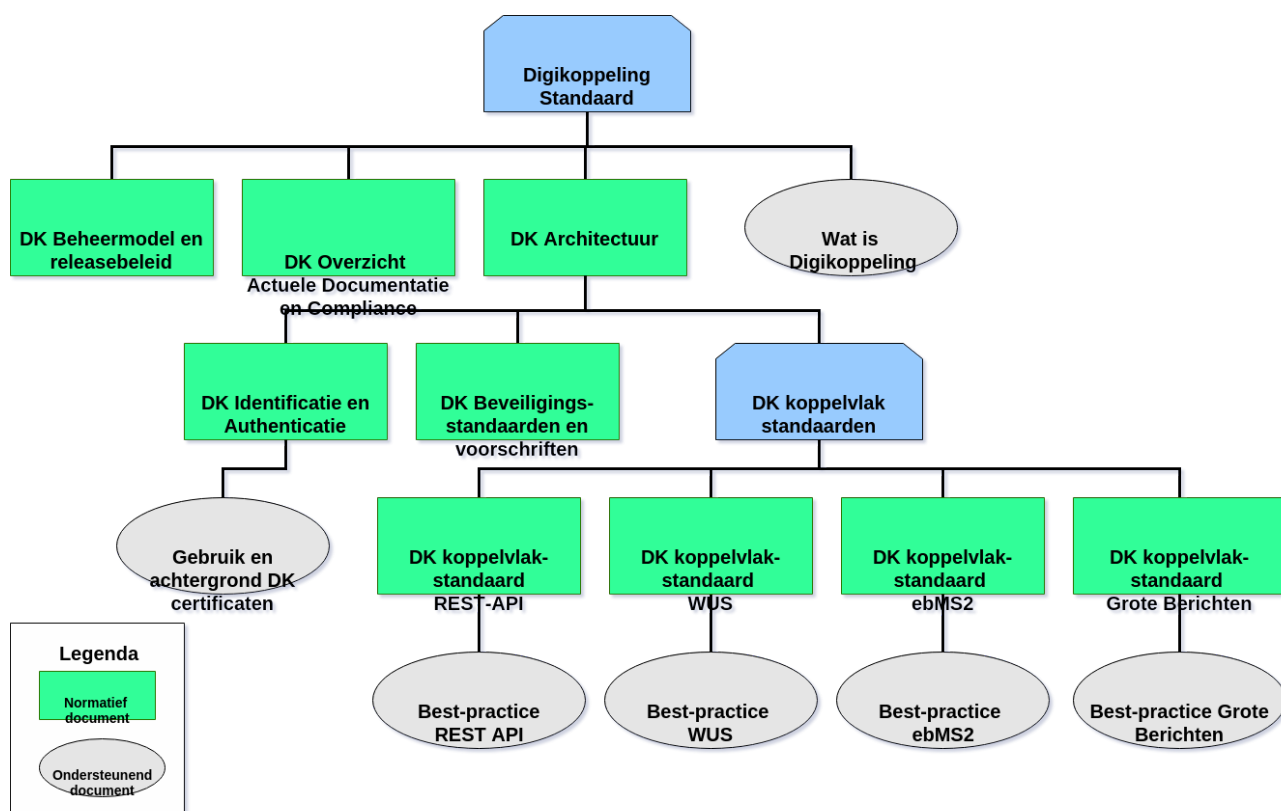 Digikoppeling
Standaard
DK Beheermodel en
releasebeleid
DK Overzicht
Actuele Documentatie
en Compliance
DK Architectuur
Wat is
Digikoppeling
DK Identificatie en
Authenticatie
DK Beveiligings-
standaarden en
voorschriften
DK koppelvlak
standaarden
Gebruik en
achtergrond DK
certificaten
DK koppelvlak-
standaard
REST-API
DK koppelvlak-
standaard
WUS
DK koppelvlak-
standaard
ebMS2
DK koppelvlak-
standaard
Grote Berichten
Best-practice
REST API
Best-practice
WUS
Best-practice
ebMS2
Best-practice Grote
Berichten
Legenda
Normatief
document
Ondersteunend
document